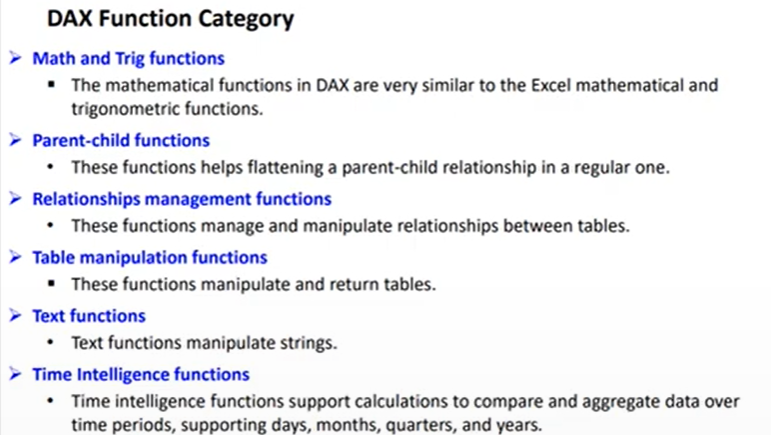 DAX Function Category
➢ Math and Trig functions
▪ The mathematical functions in DAX are very similar to the Excel mathematical and
trigonometric functions.
➢ Parent-child functions
• These functions helps flattening a parent-child relationship in a regular one.
➢ Relationships management functions
• These functions manage and manipulate relationships between tables.
➢ Table manipulation functions
▪ These functions manipulate and return tables.
➢ Text functions
• Text functions manipulate strings.
➢ Time Intelligence functions
• Time intelligence functions support calculations to compare and aggregate data over
time periods, supporting days, months, quarters, and years.